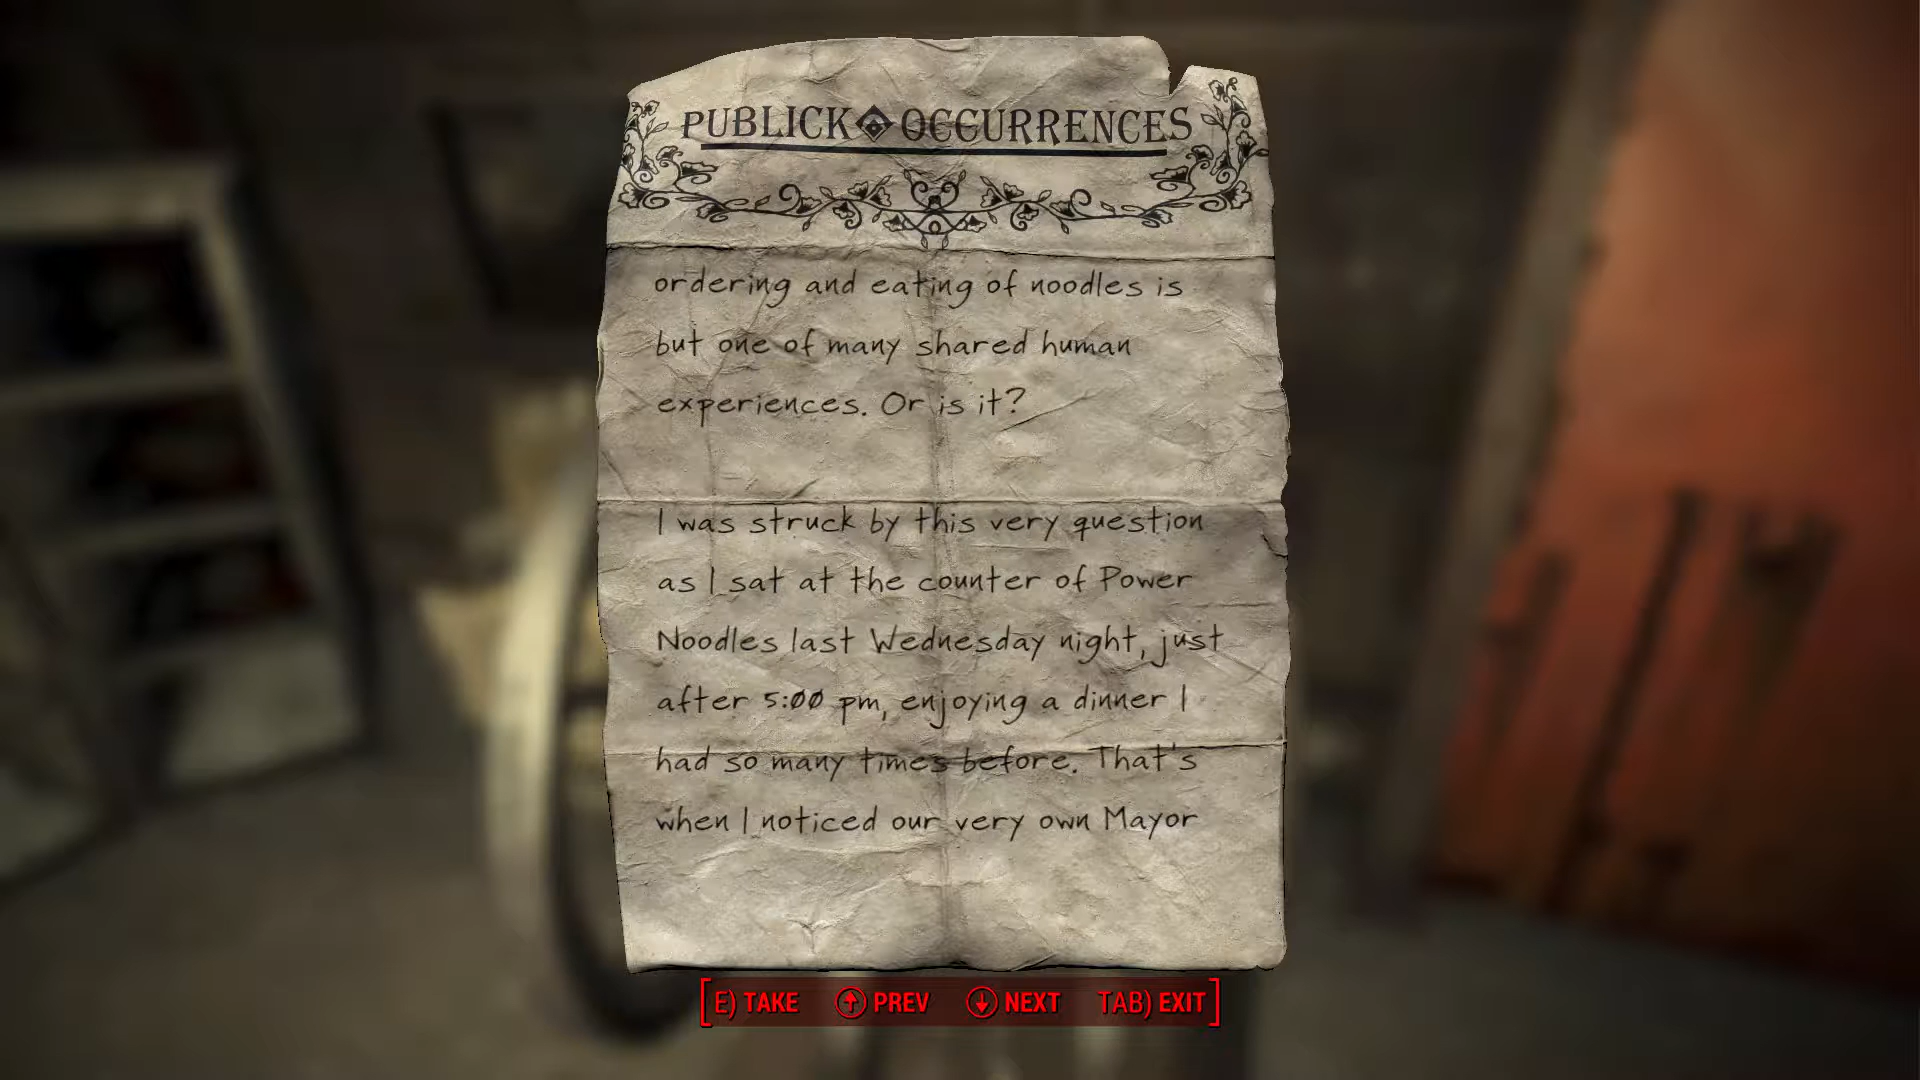 PUBLICK OCCURRENCES
ordering and eating of noodles is
but one of many shared human
experiences. Or is it?
I was struck by this very question
as I sat at the counter of Power
Noodles last Wednesday night, just
after 5:00 pm, enjoying a dinner I
had so many times before. That's
when I noticed our very own Mayor
E) TAKE PREV NEXT TAB) EXIT